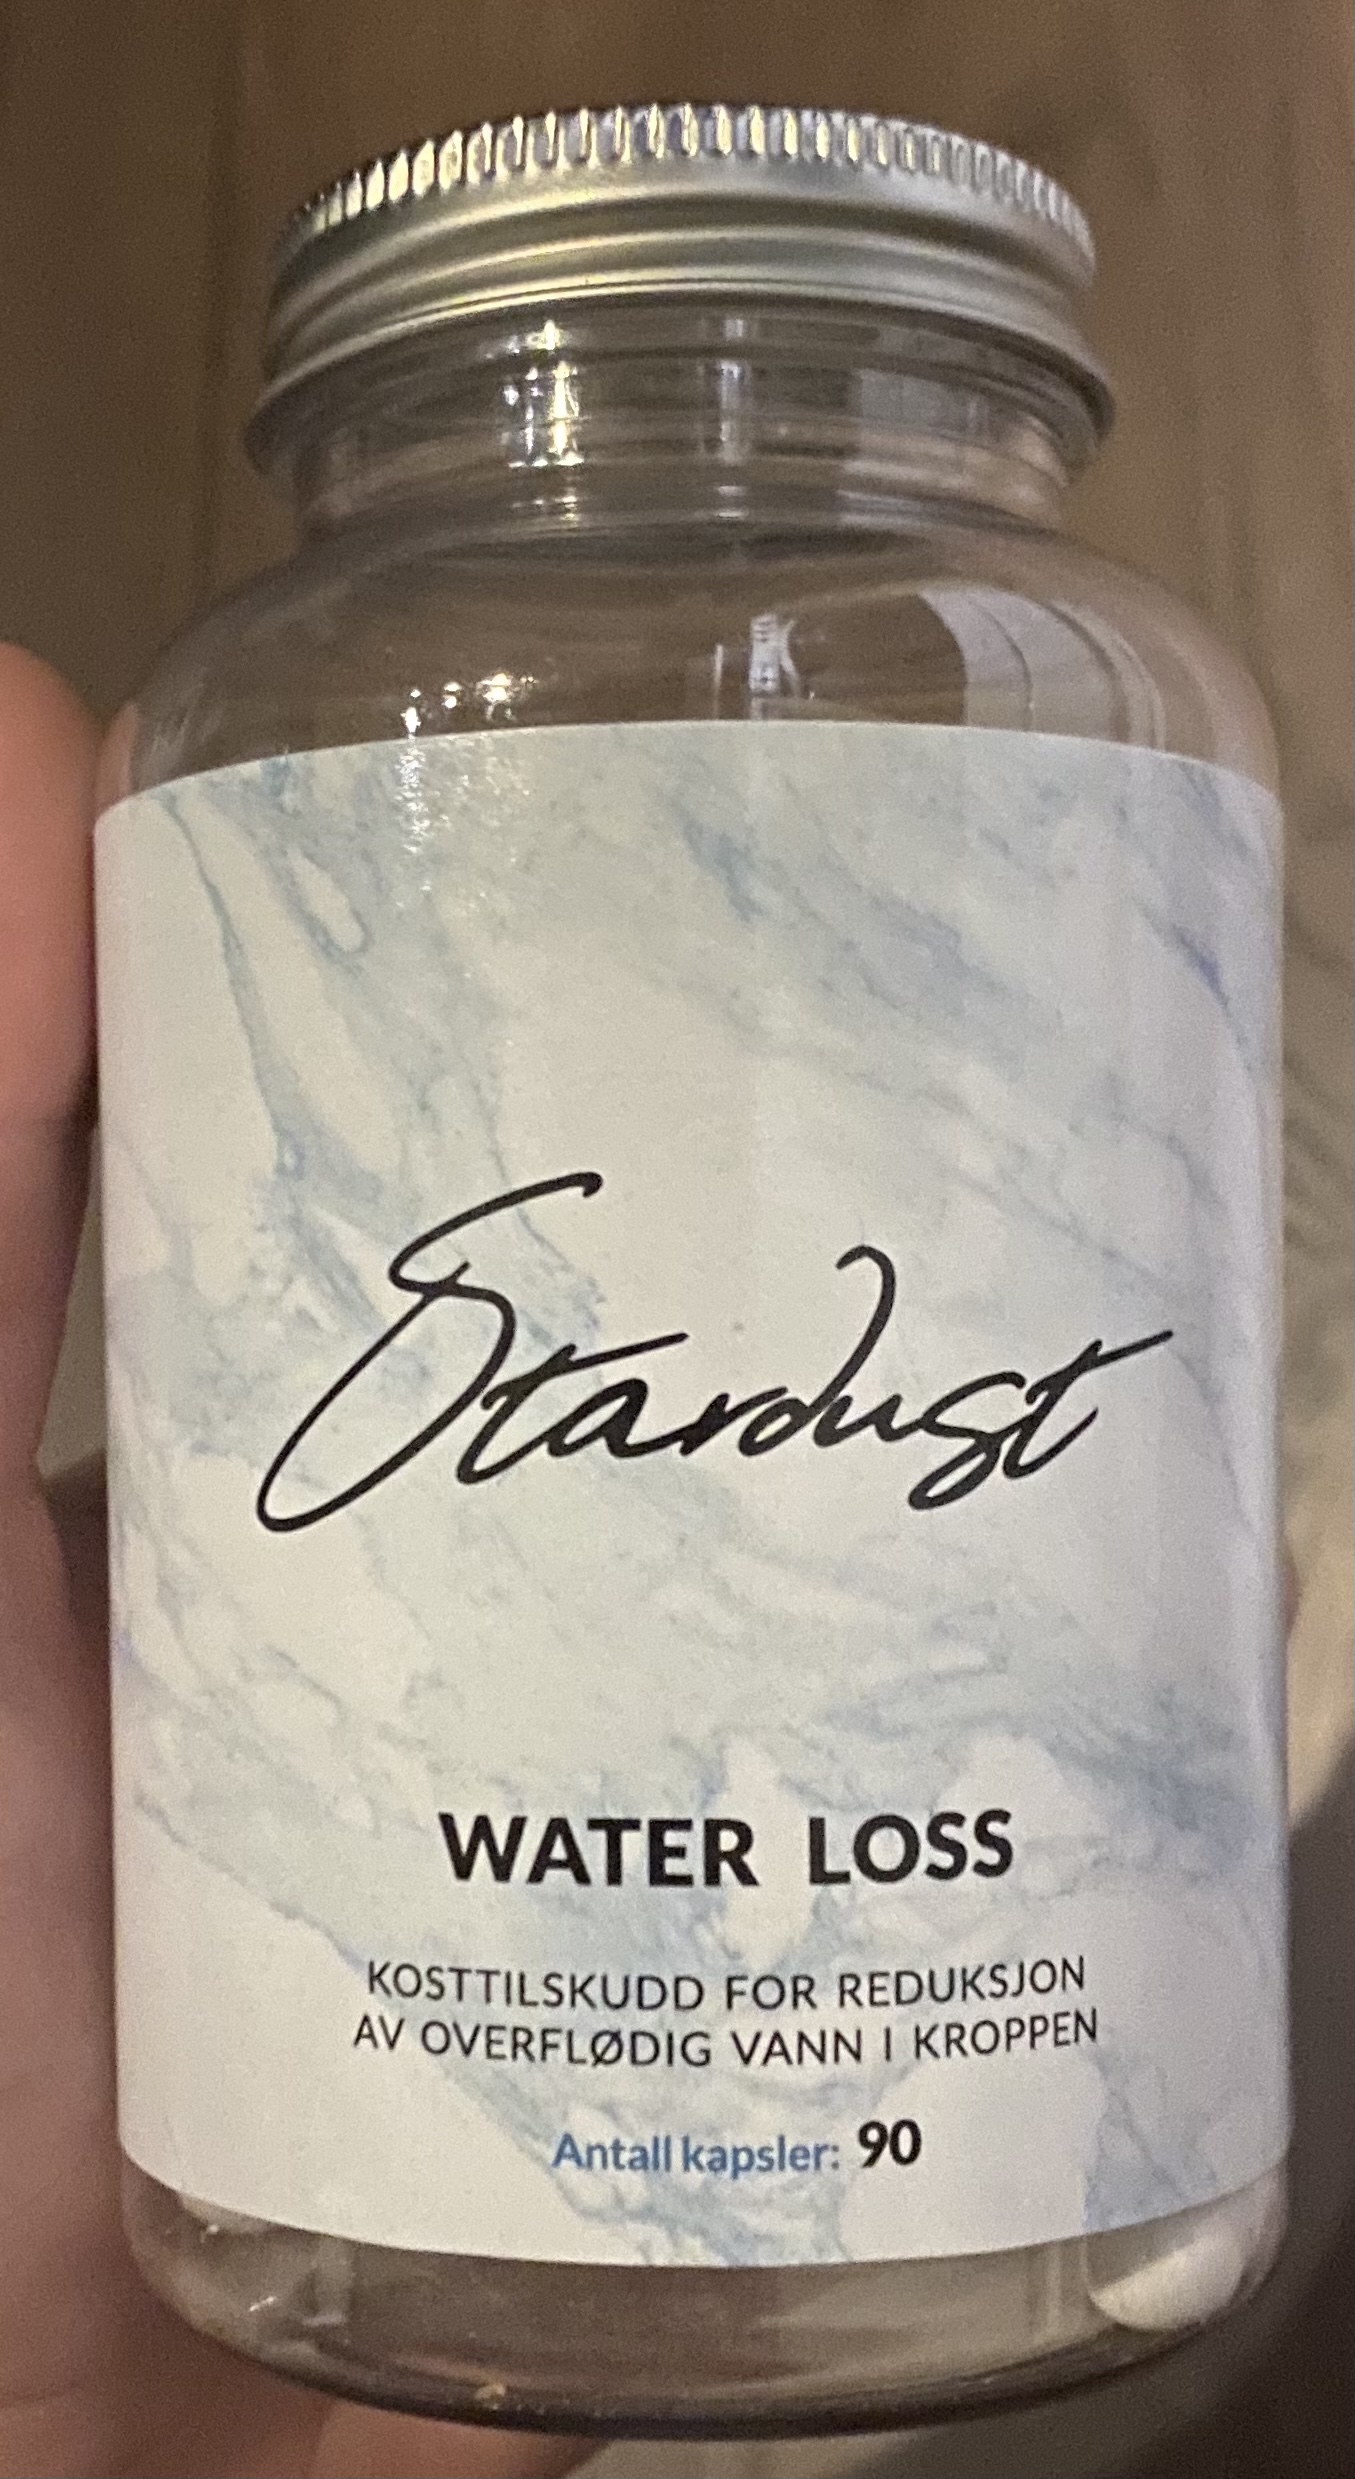 Stardust
WATER LOSS
KOSTTILSKUDD FOR REDUKSJON
AV OVERFLØDIG VANN I KROPPEN
Antall kapsler: 90